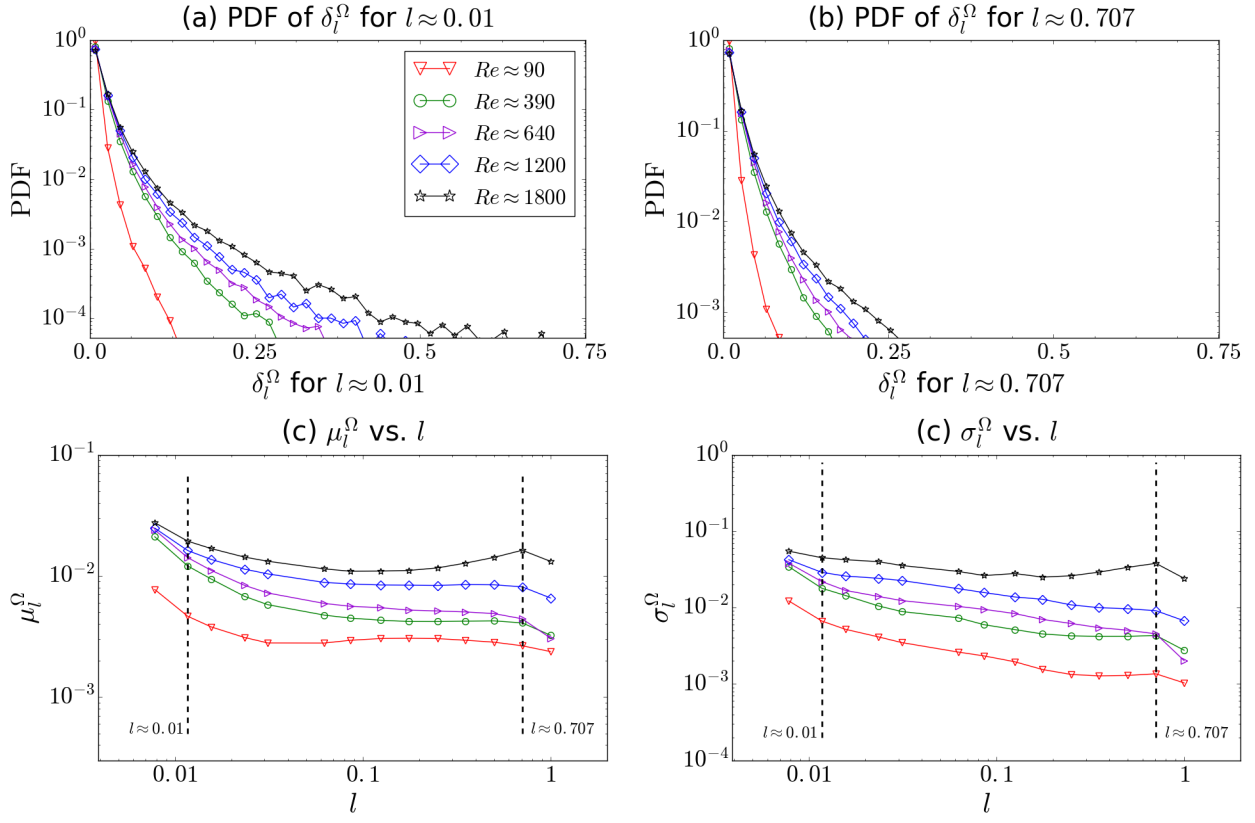 (a) PDF of δ_l^Ω for l ≈ 0.01
10^0
10^{-1}
10^{-2}
10^{-3}
10^{-4}
PDF
Re ≈ 90
Re ≈ 390
Re ≈ 640
Re ≈ 1200
Re ≈ 1800
0.0 0.25 0.5 0.75
δ_l^Ω for l ≈ 0.01
(b) PDF of δ_l^Ω for l ≈ 0.707
10^0
10^{-1}
10^{-2}
10^{-3}
PDF
0.0 0.25 0.5 0.75
δ_l^Ω for l ≈ 0.707
(c) μ_l^Ω vs. l
10^{-1}
10^{-2}
10^{-3}
μ_l^Ω
l ≈ 0.01
l ≈ 0.707
0.01 0.1 1
l
(c) σ_l^Ω vs. l
10^0
10^{-1}
10^{-2}
10^{-3}
10^{-4}
σ_l^Ω
l ≈ 0.01
l ≈ 0.707
0.01 0.1 1
l